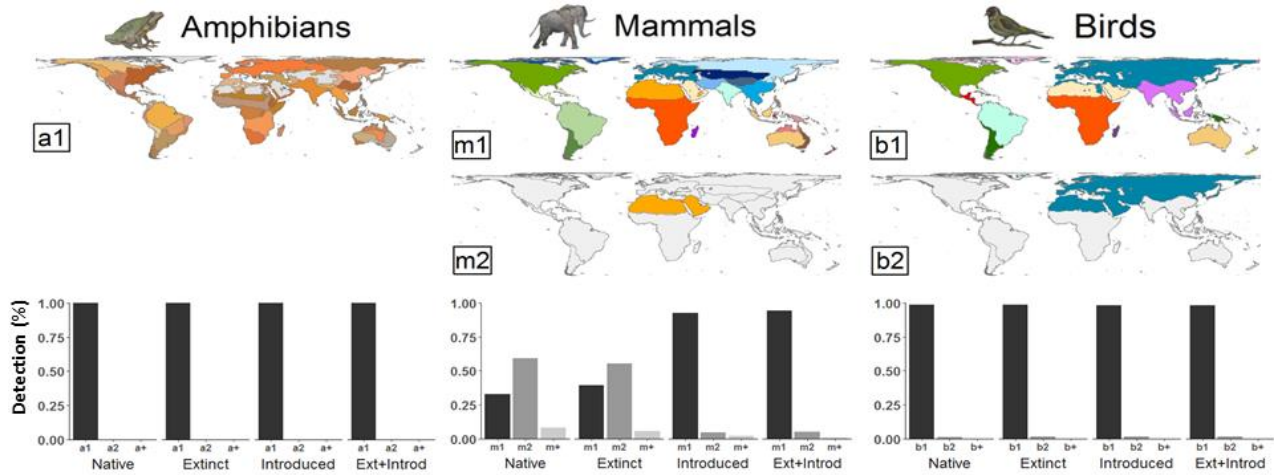 Amphibians
Mammals
Birds
a1
m1
b1
m2
b2
Detection (%)
1.00
0.75
0.50
0.25
0.00
a1 a2 a+ a1 a2 a+ a1 a2 a+ a1 a2 a+
Native Extinct Introduced Ext+Introd
1.00
0.75
0.50
0.25
0.00
m1 m2 m+ m1 m2 m+ m1 m2 m+ m1 m2 m+
Native Extinct Introduced Ext+Introd
1.00
0.75
0.50
0.25
0.00
b1 b2 b+ b1 b2 b+ b1 b2 b+ b1 b2 b+
Native Extinct Introduced Ext+Introd